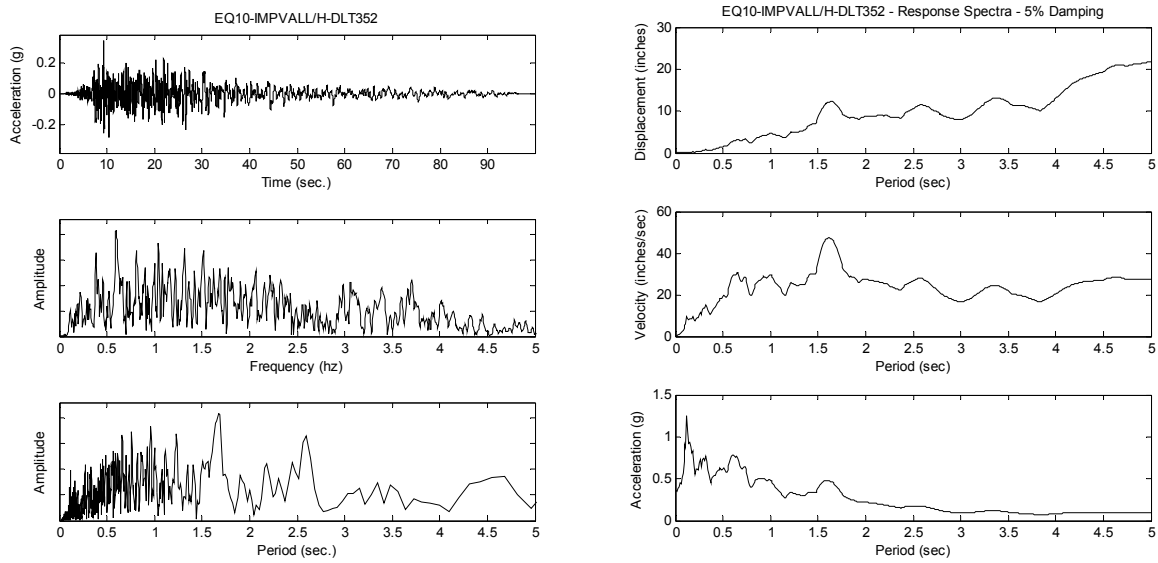 EQ10-IMPVALL/H-DLT352
Acceleration (g)
0.2
0
-0.2
0 10 20 30 40 50 60 70 80 90
Time (sec.)
Amplitude
0 0.5 1 1.5 2 2.5 3 3.5 4 4.5 5
Frequency (hz)
Amplitude
0 0.5 1 1.5 2 2.5 3 3.5 4 4.5 5
Period (sec.)
EQ10-IMPVALL/H-DLT352 - Response Spectra - 5% Damping
Displacement (inches)
30
20
10
0
0 0.5 1 1.5 2 2.5 3 3.5 4 4.5 5
Period (sec)
Velocity (inches/sec)
60
40
20
0
0 0.5 1 1.5 2 2.5 3 3.5 4 4.5 5
Period (sec)
Acceleration (g)
1.5
1
0.5
0
0 0.5 1 1.5 2 2.5 3 3.5 4 4.5 5
Period (sec)